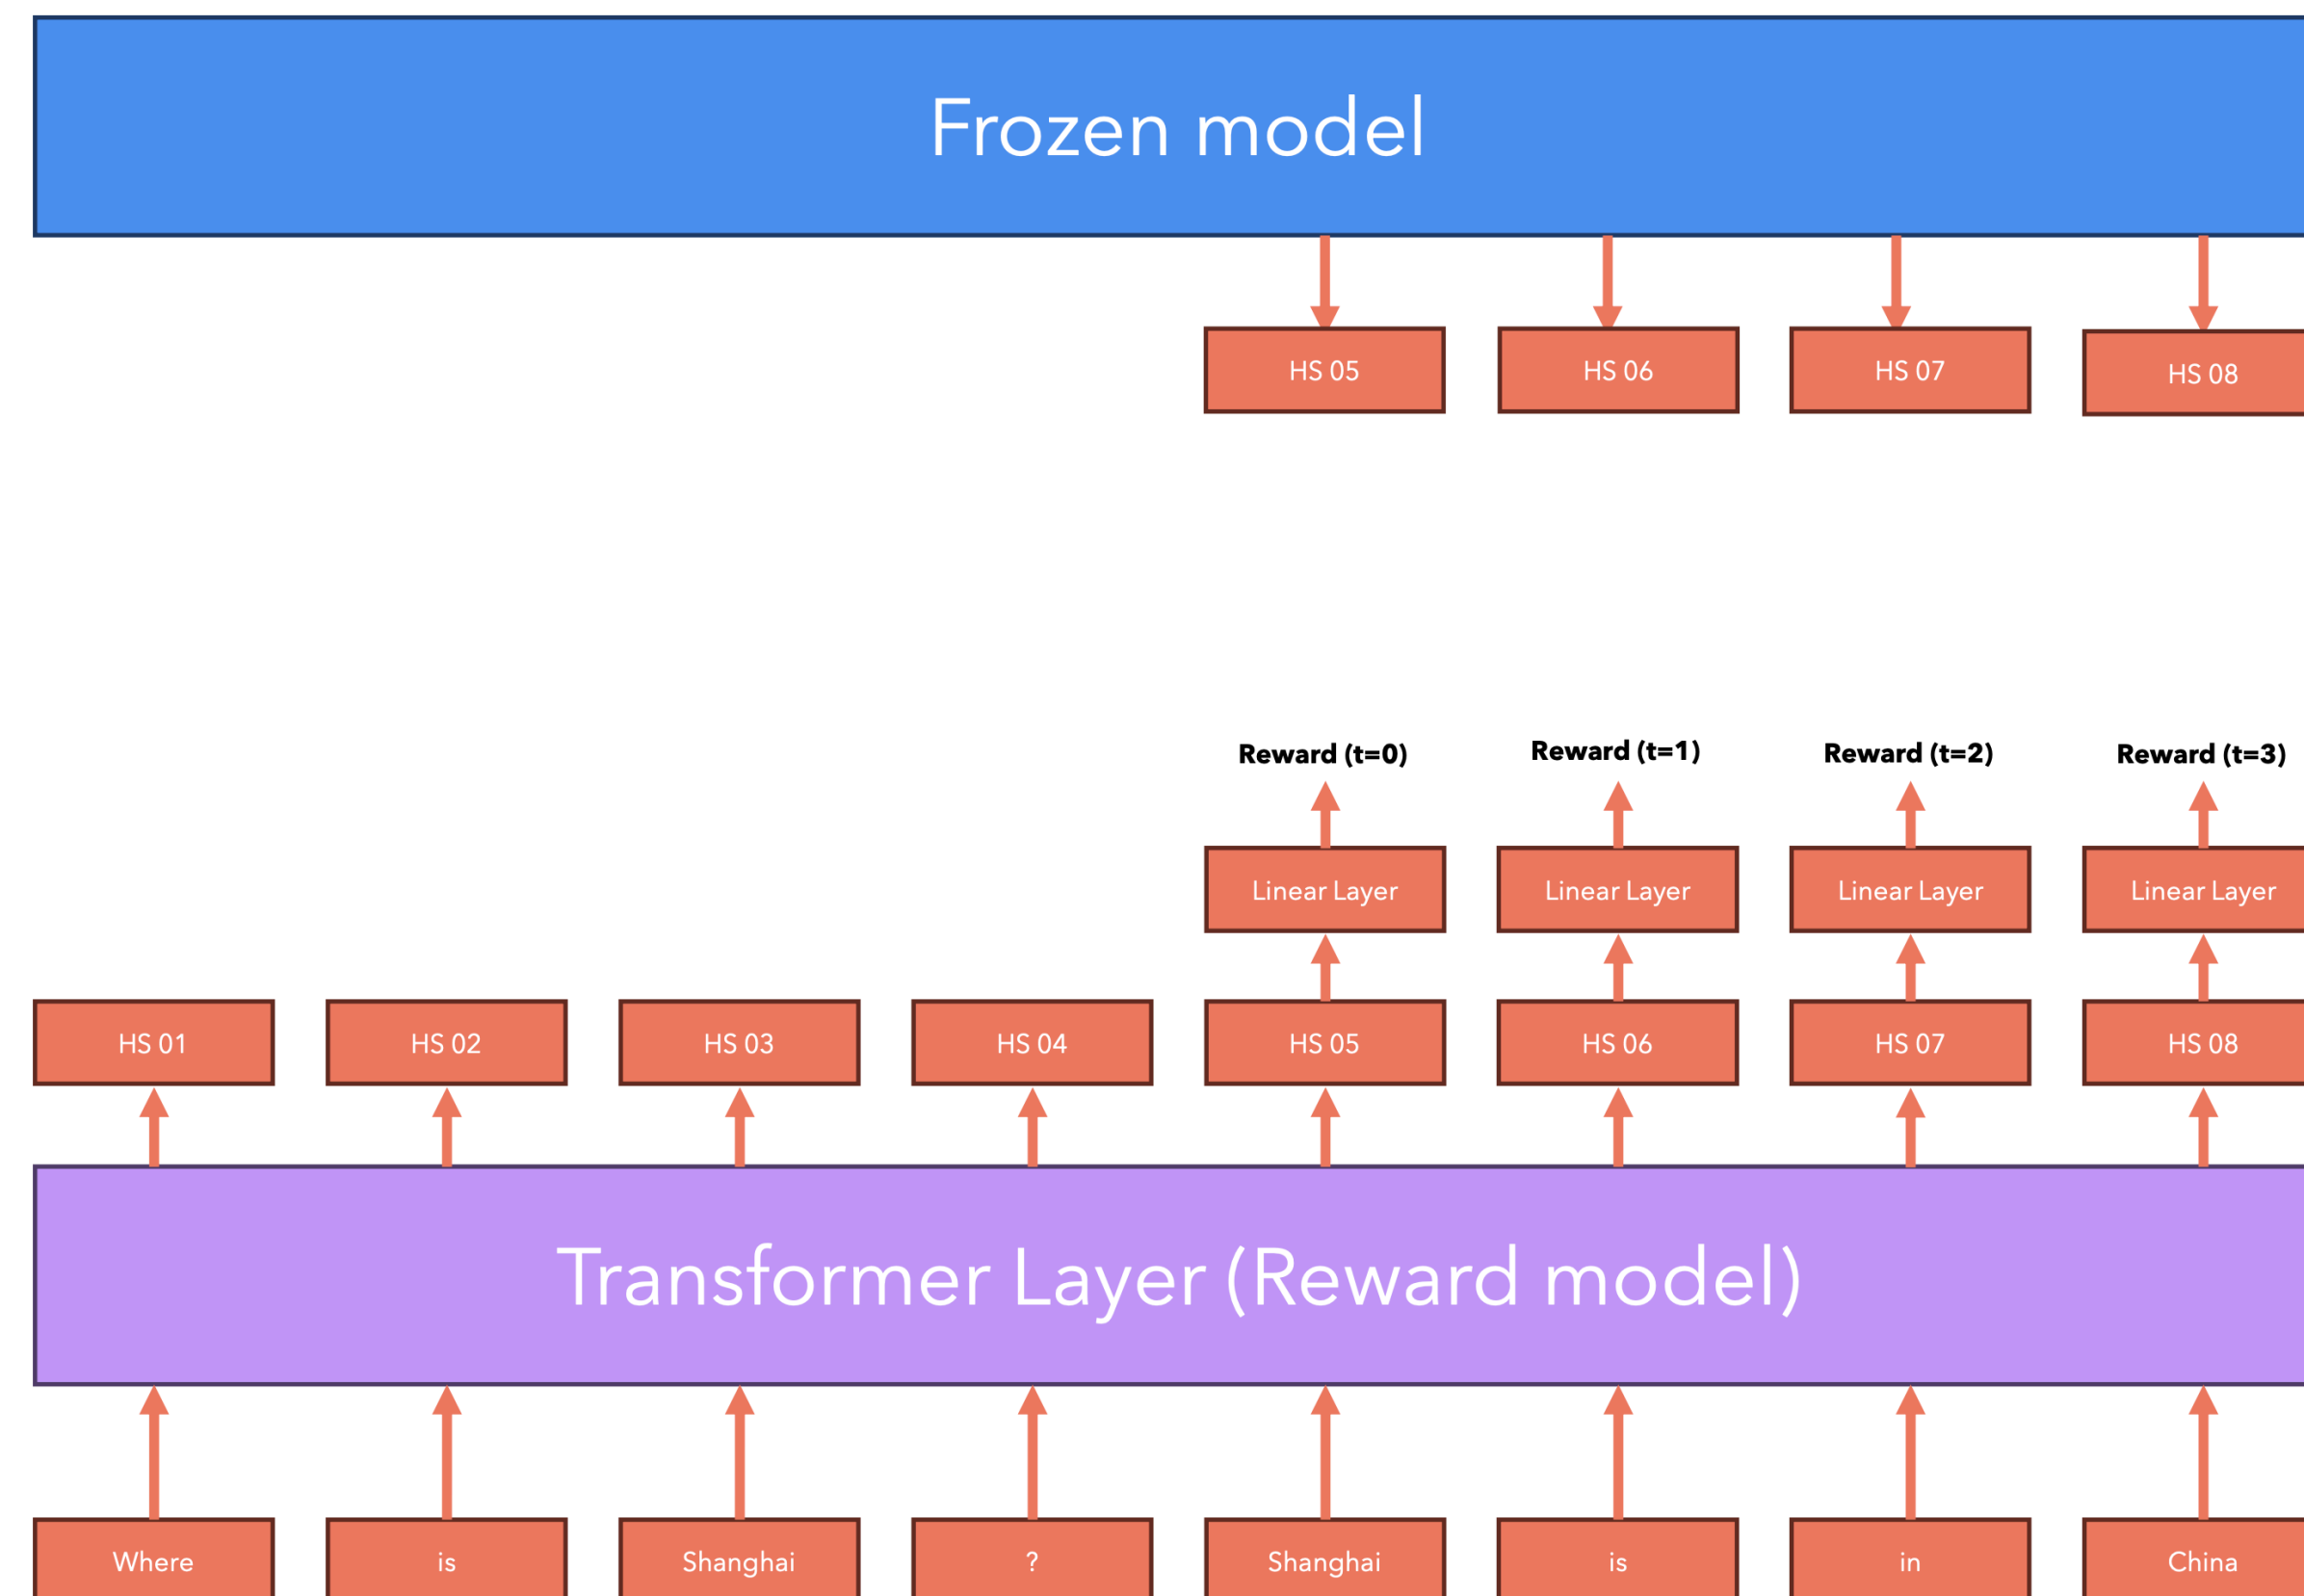 Frozen model
HS 05 HS 06 HS 07 HS 08
Reward (t=0) Reward (t=1) Reward (t=2) Reward (t=3)
Linear Layer Linear Layer Linear Layer Linear Layer
HS 01 HS 02 HS 03 HS 04 HS 05 HS 06 HS 07 HS 08
Transformer Layer (Reward model)
Where is Shanghai ? Shanghai is in China